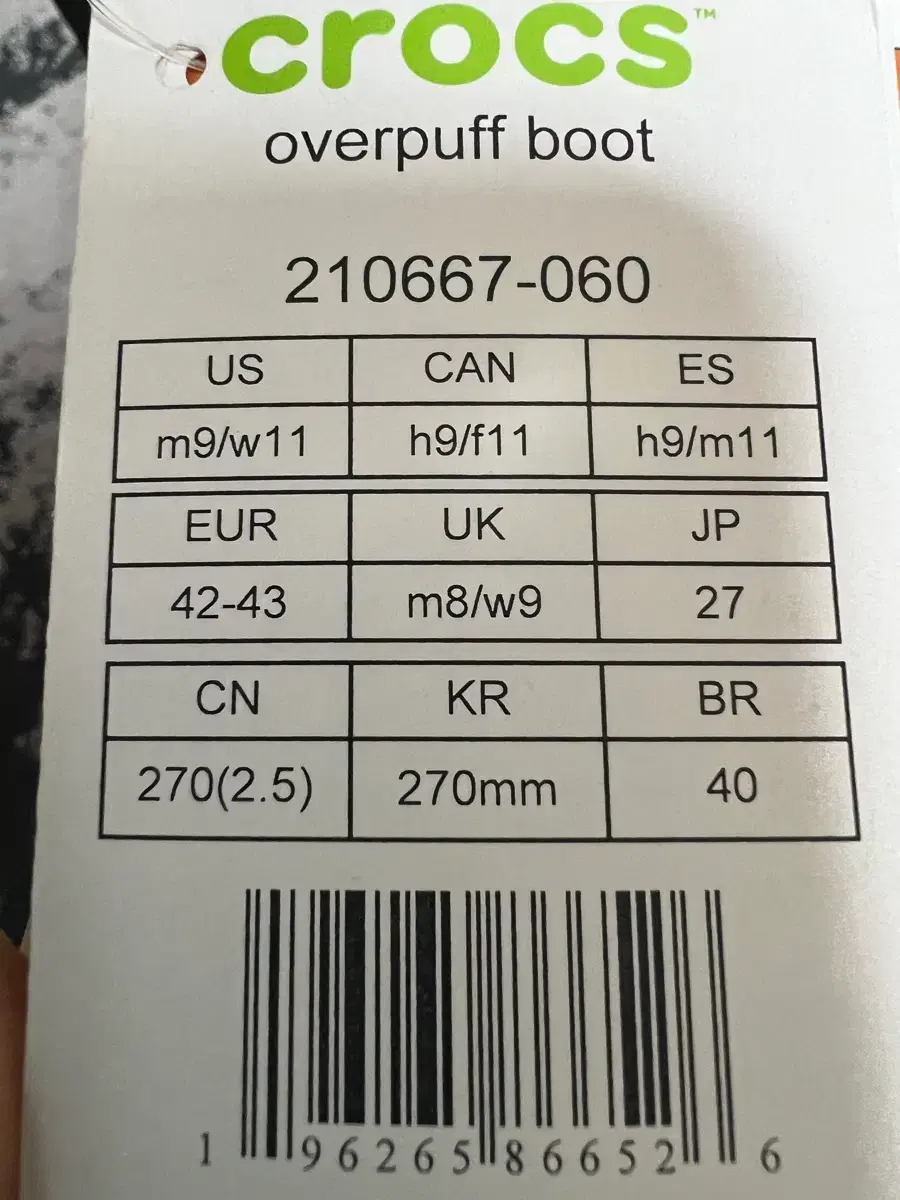 crocs™
overpuff boot
210667-060
US CAN ES
m9/w11 h9/f11 h9/m11
EUR UK JP
42-43 m8/w9 27
CN KR BR
270(2.5) 270mm 40
1 96265 86652 6